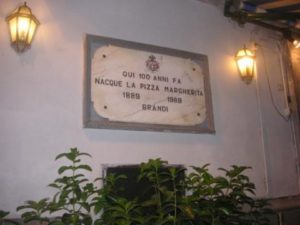 QUI 100 ANNI FA
NACQUE LA PIZZA MARGHERITA
1889 1989
BRANDI